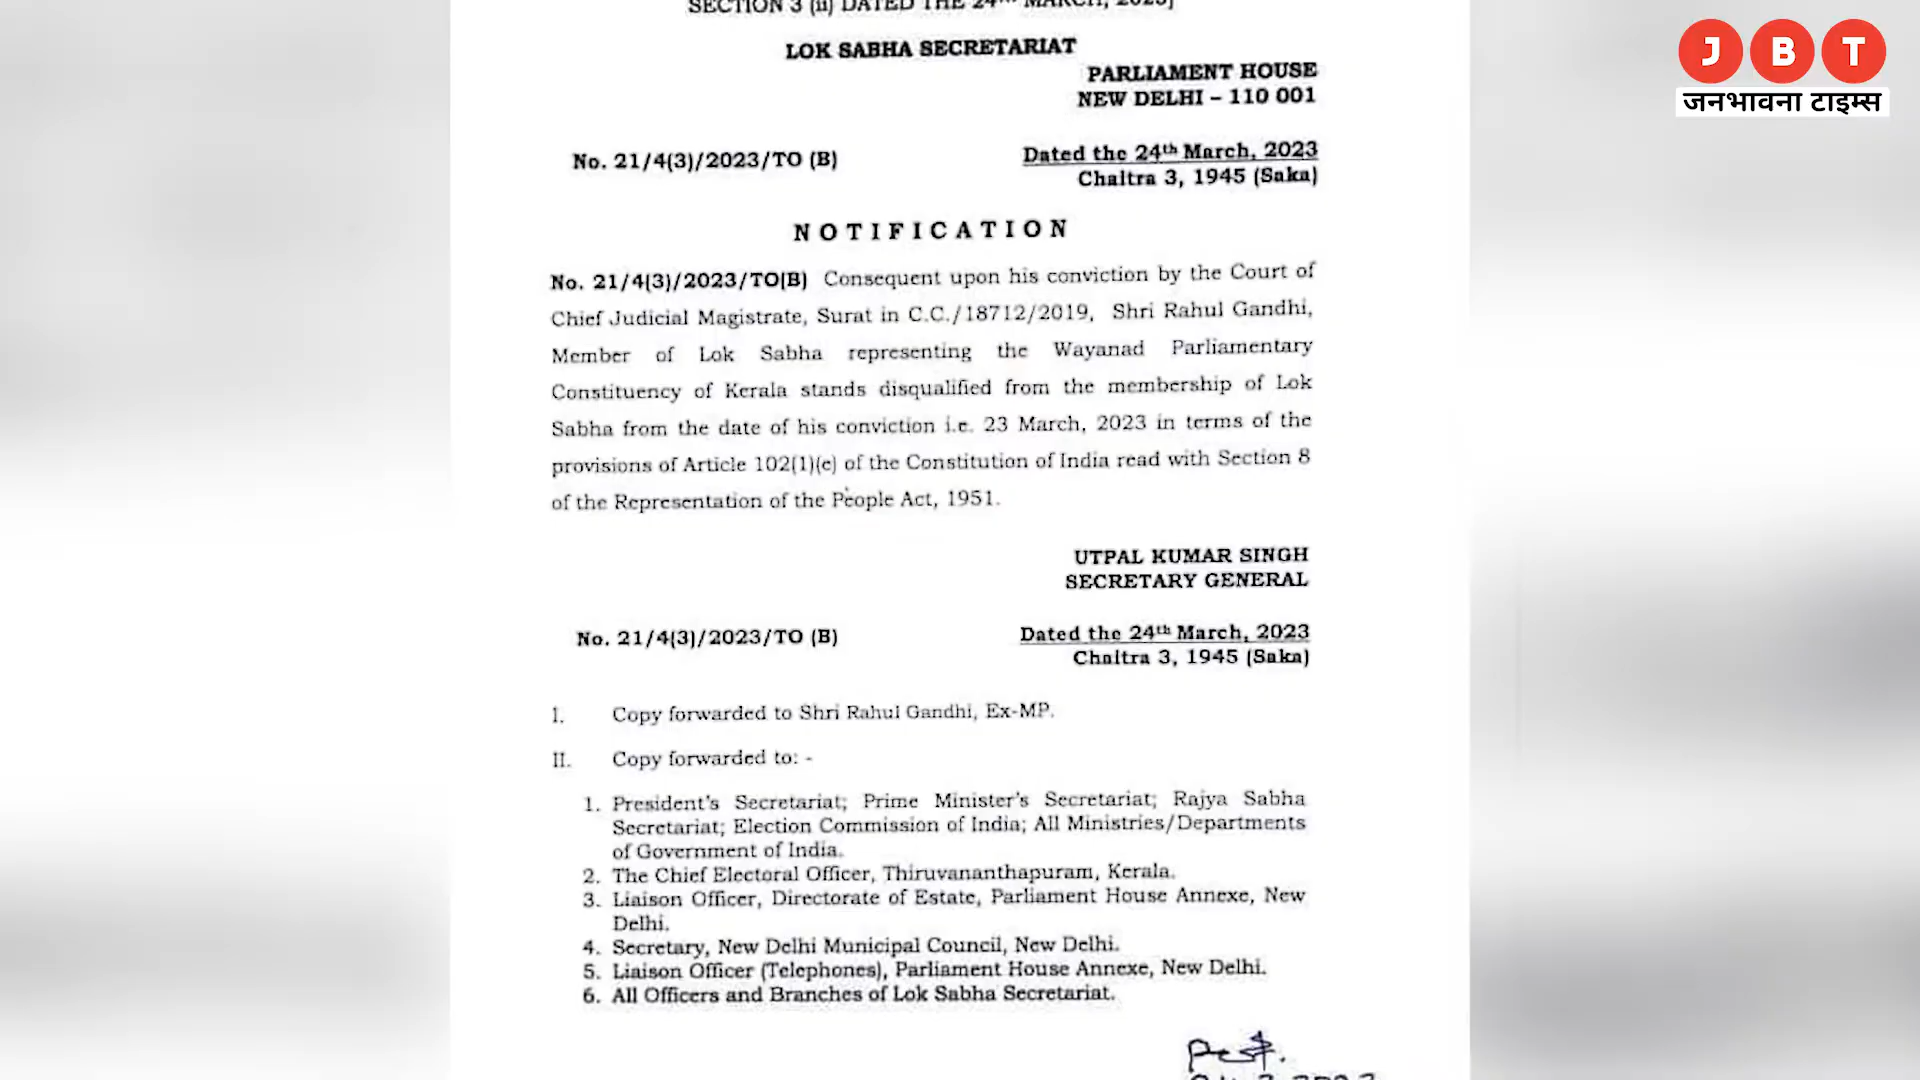 SECTION 3 (ii) DATED THE 24TH MARCH, 2023]
LOK SABHA SECRETARIAT
PARLIAMENT HOUSE
NEW DELHI – 110 001
No. 21/4(3)/2023/TO (B)
Dated the 24th March, 2023
Chaitra 3, 1945 (Saka)
NOTIFICATION
No. 21/4(3)/2023/TO(B) Consequent upon his conviction by the Court of
Chief Judicial Magistrate, Surat in C.C./18712/2019, Shri Rahul Gandhi,
Member of Lok Sabha representing the Wayanad Parliamentary
Constituency of Kerala stands disqualified from the membership of Lok
Sabha from the date of his conviction i.e. 23 March, 2023 in terms of the
provisions of Article 102(1)(e) of the Constitution of India read with Section 8
of the Representation of the People Act, 1951.
UTPAL KUMAR SINGH
SECRETARY GENERAL
No. 21/4(3)/2023/TO (B)
Dated the 24th March, 2023
Chaitra 3, 1945 (Saka)
I. Copy forwarded to Shri Rahul Gandhi, Ex-MP.
II. Copy forwarded to: -
1. President's Secretariat; Prime Minister's Secretariat; Rajya Sabha
Secretariat; Election Commission of India; All Ministries/Departments
of Government of India.
2. The Chief Electoral Officer, Thiruvananthapuram, Kerala.
3. Liaison Officer, Directorate of Estate, Parliament House Annexe, New
Delhi.
4. Secretary, New Delhi Municipal Council, New Delhi.
5. Liaison Officer (Telephones), Parliament House Annexe, New Delhi.
6. All Officers and Branches of Lok Sabha Secretariat.
JBT
जनभावना टाइम्स